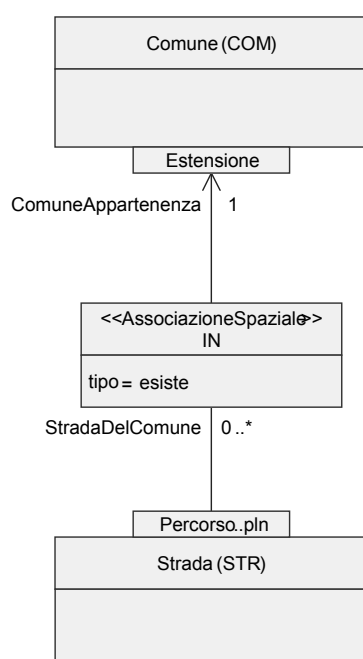 Comune (COM)
Estensione
ComuneAppartenenza 1
<<AssociazioneSpaziale>>
IN
tipo = esiste
StradaDelComune 0..*
Percorso..pln
Strada (STR)